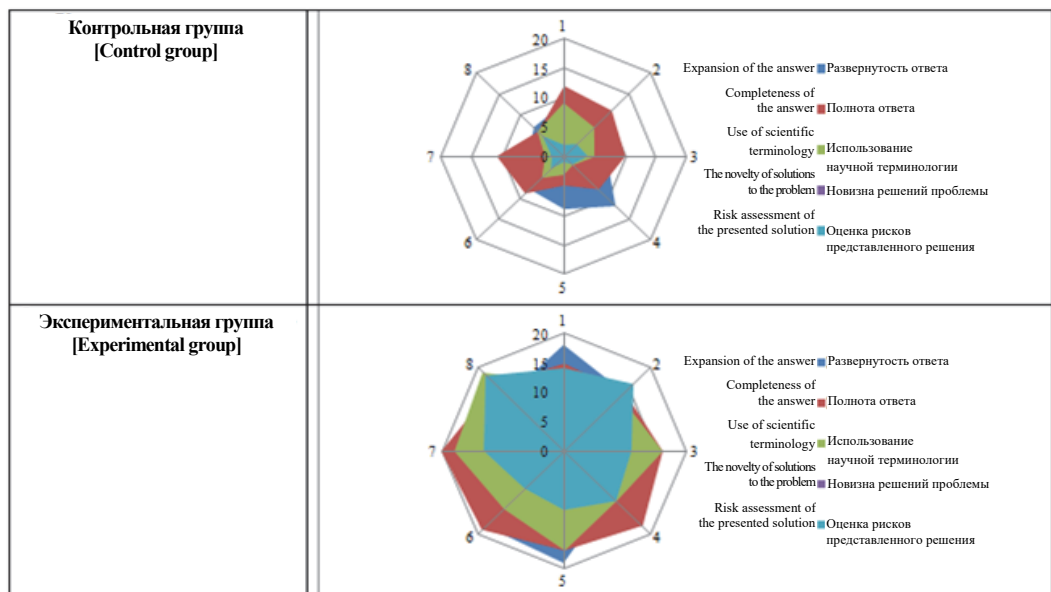 Контрольная группа
[Control group]
1
20
15
10
5
0
2
3
4
5
6
7
8
Expansion of the answer Развернутость ответа
Completeness of
the answer Полнота ответа
Use of scientific
terminology Использование
научной терминологии
The novelty of solutions
to the problem Новизна решений проблемы
Risk assessment of
the presented solution Оценка рисков
представленного решения
Экспериментальная группа
[Experimental group]
1
20
15
10
5
0
2
3
4
5
6
7
8
Expansion of the answer Развернутость ответа
Completeness of
the answer Полнота ответа
Use of scientific
terminology Использование
научной терминологии
The novelty of solutions
to the problem Новизна решений проблемы
Risk assessment of
the presented solution Оценка рисков
представленного решения